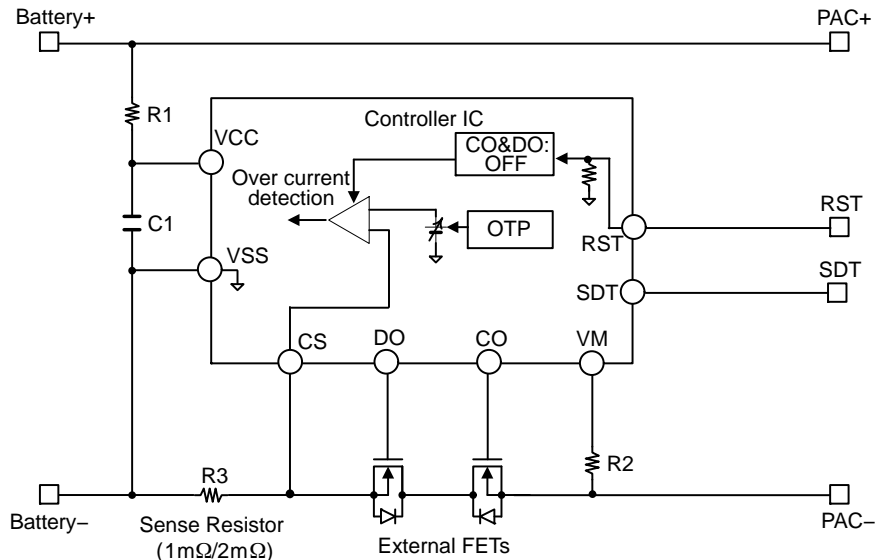 Battery+
PAC+
R1
VCC
Controller IC
CO&DO:
OFF
Over current
detection
C1
OTP
RST
RST
VSS
SDT
SDT
CS
DO
CO
VM
R3
R2
Battery–
Sense Resistor
(1mΩ/2mΩ)
External FETs
PAC–